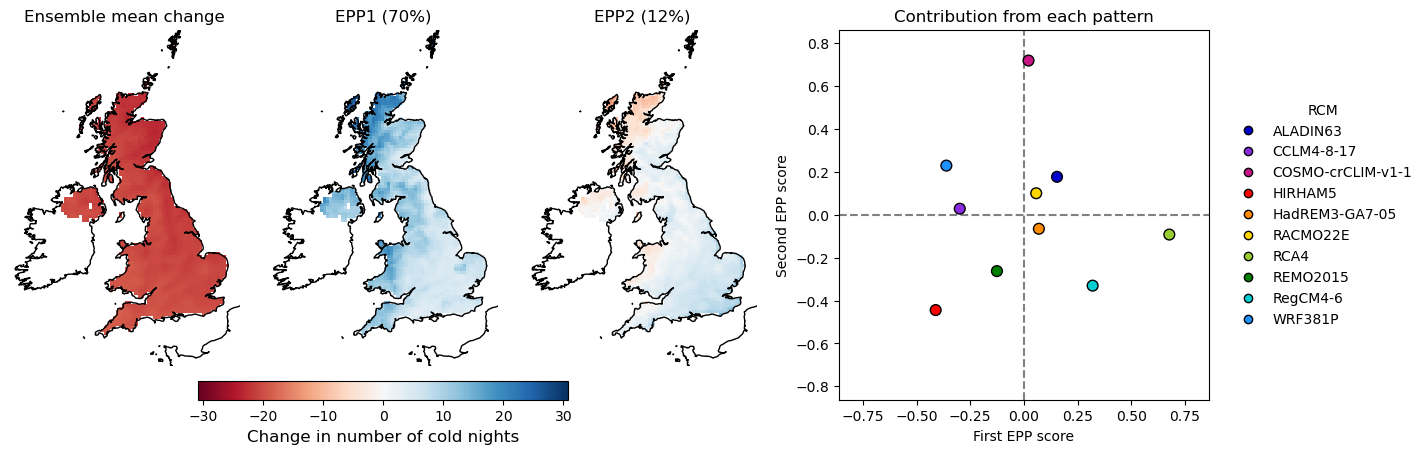 Ensemble mean change
EPP1 (70%)
EPP2 (12%)
Contribution from each pattern
0.8
0.6
0.4
0.2
0.0
−0.2
−0.4
−0.6
−0.8
Second EPP score
−0.75
−0.50
−0.25
0.00
0.25
0.50
0.75
First EPP score
RCM
ALADIN63
CCLM4-8-17
COSMO-crCLIM-v1-1
HIRHAM5
HadREM3-GA7-05
RACMO22E
RCA4
REMO2015
RegCM4-6
WRF381P
−30
−20
−10
0
10
20
30
Change in number of cold nights